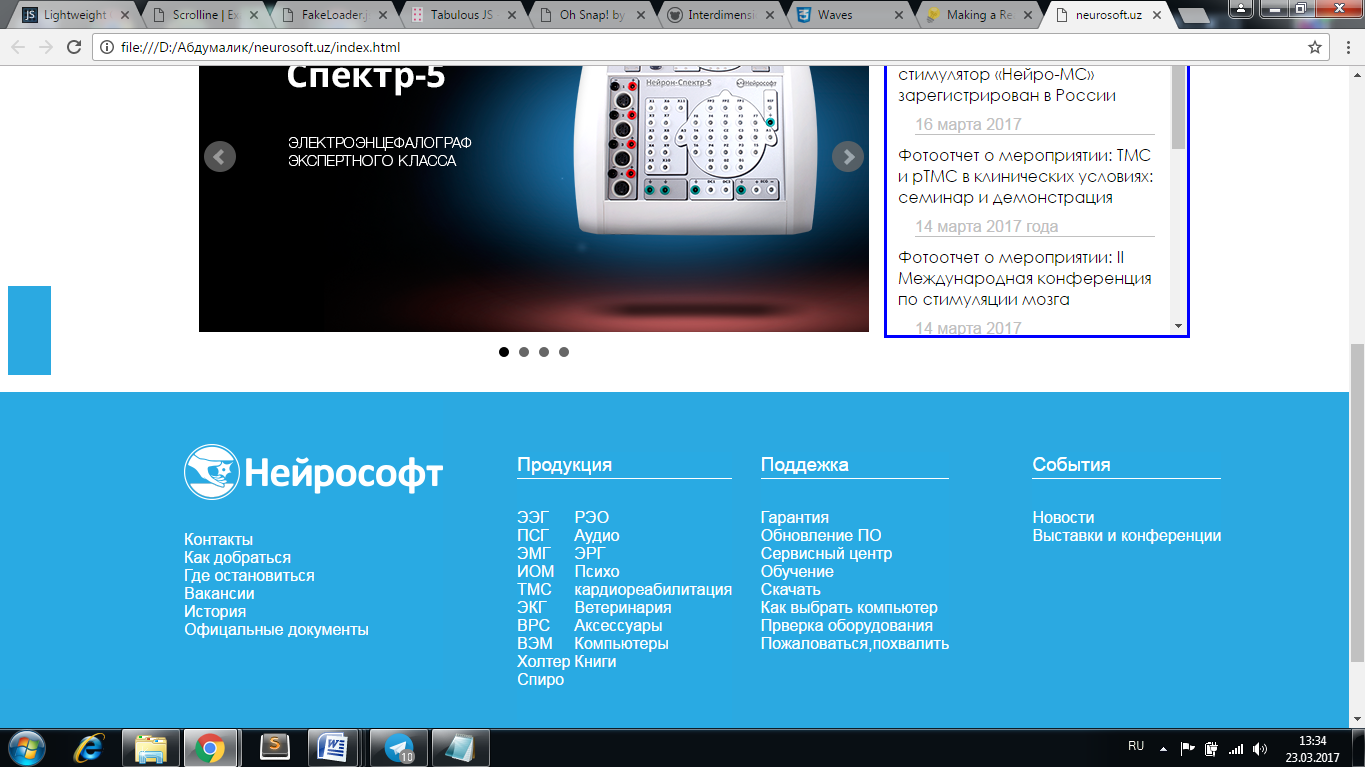 Lightweight
Scrolline | Ex
FakeLoader.j
Tabulous JS
Oh Snap! by
Interdimensi
Waves
Making a Re
neurosoft.uz
file:///D:/Абдумалик/neurosoft.uz/index.html
Спектр-5
ЭЛЕКТРОЭНЦЕФАЛОГРАФ
ЭКСПЕРТНОГО КЛАССА
Нейрон-Спектр-5
Нейрософт
стимулятор «Нейро-МС»
зарегистрирован в России
16 марта 2017
Фотоотчет о мероприятии: ТМС
и рТМС в клинических условиях:
семинар и демонстрация
14 марта 2017 года
Фотоотчет о мероприятии: II
Международная конференция
по стимуляции мозга
14 марта 2017
Нейрософт
Контакты
Как добраться
Где остановиться
Вакансии
История
Офицальные документы
Продукция
ЭЭГ РЭО
ПСГ Аудио
ЭМГ ЭРГ
ИОМ Психо
ТМС кардиореабилитация
ЭКГ Ветеринария
ВРС Аксессуары
ВЭМ Компьютеры
Холтер Книги
Спиро
Поддежка
Гарантия
Обновление ПО
Сервисный центр
Обучение
Скачать
Как выбрать компьютер
Прверка оборудования
Пожаловаться,похвалить
События
Новости
Выставки и конференции
10
RU
13:34
23.03.2017